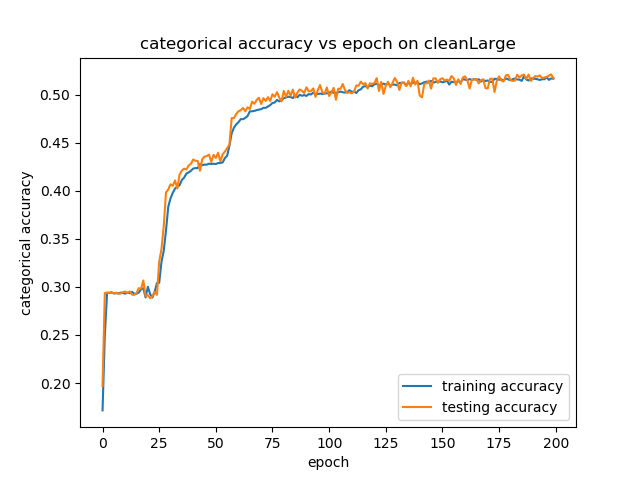 categorical accuracy vs epoch on cleanLarge
categorical accuracy
0.50
0.45
0.40
0.35
0.30
0.25
0.20
training accuracy
testing accuracy
0 25 50 75 100 125 150 175 200
epoch